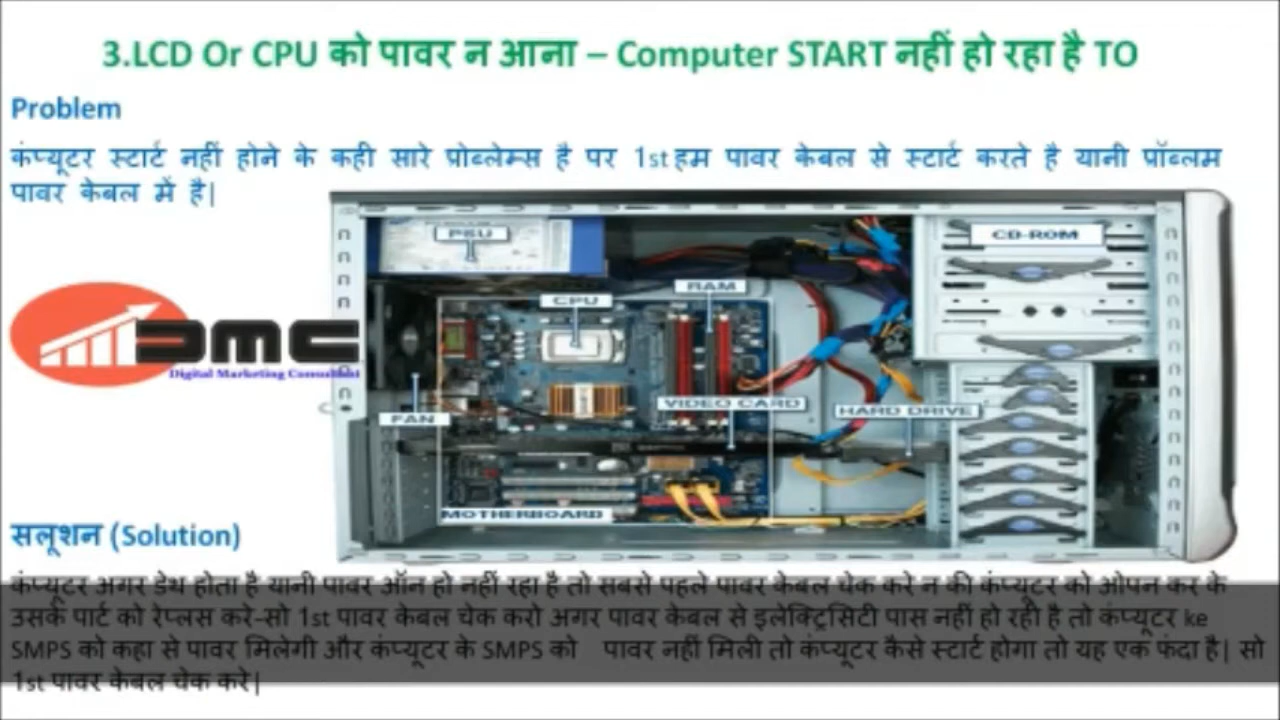 3.LCD Or CPU को पावर न आना – Computer START नहीं हो रहा है TO
Problem
कंप्यूटर स्टार्ट नहीं होने के कही सारे प्रोब्लेम्स है पर 1st हम पावर केबल से स्टार्ट करते है यानी प्रॉब्लम
पावर केबल में है|
PSU
CD-ROM
RAM
CPU
DMC
Digital Marketing Consultant
FAN
VIDEO CARD
HARD DRIVE
MOTHERBOARD
सलूशन (Solution)
कंप्यूटर अगर डेथ होता है यानी पावर ऑन हो नहीं रहा है तो सबसे पहले पावर केबल चेक करे न की कंप्यूटर को ओपन कर के
उसके पार्ट को रेप्लस करे-सो 1st पावर केबल चेक करो अगर पावर केबल से इलेक्ट्रिसिटी पास नहीं हो रही है तो कंप्यूटर ke
SMPS को कहा से पावर मिलेगी और कंप्यूटर के SMPS को पावर नहीं मिली तो कंप्यूटर कैसे स्टार्ट होगा तो यह एक फंदा है| सो
1st पावर केबल चेक करे|